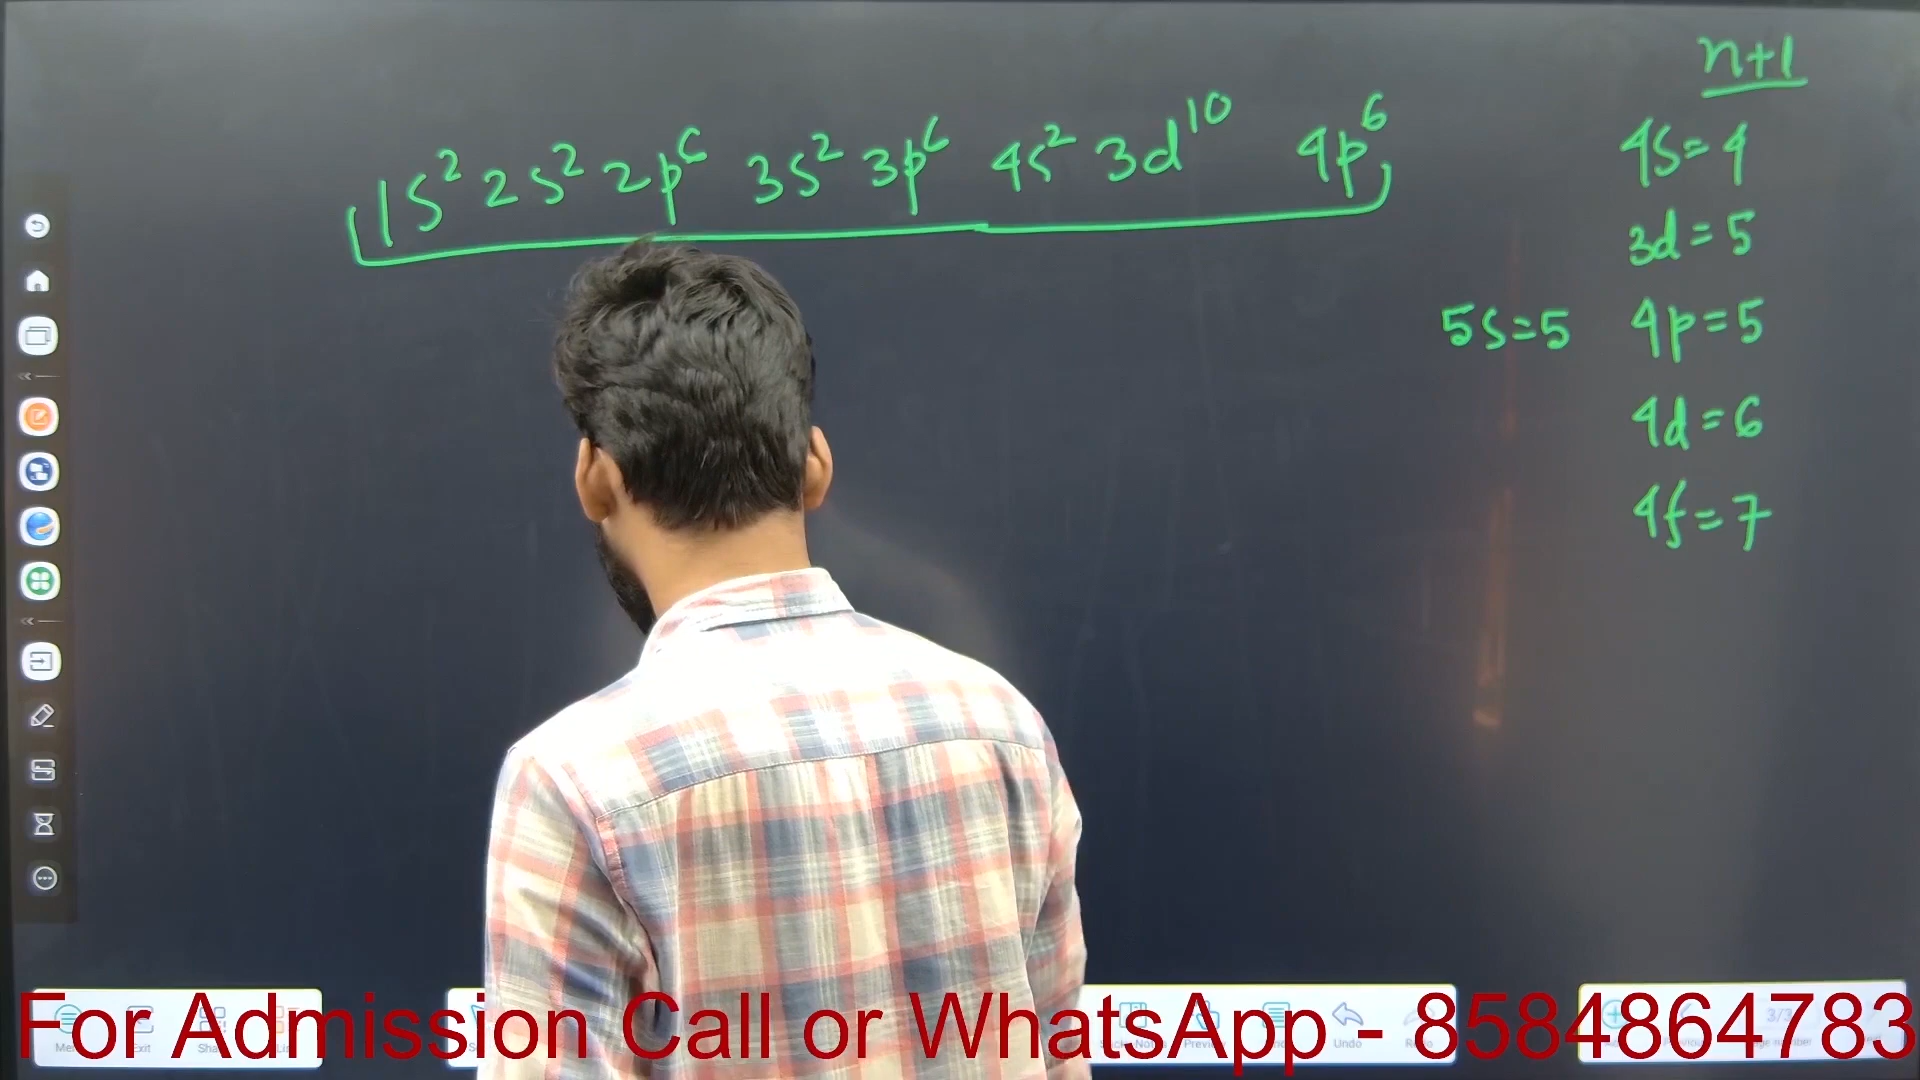 n+l
1s² 2s² 2p⁶ 3s² 3p⁶ 4s² 3d¹⁰ 4p⁶
4s=4
3d=5
5s=5 4p=5
4d=6
4f=7
For Admission Call or WhatsApp - 8584864783
Undo